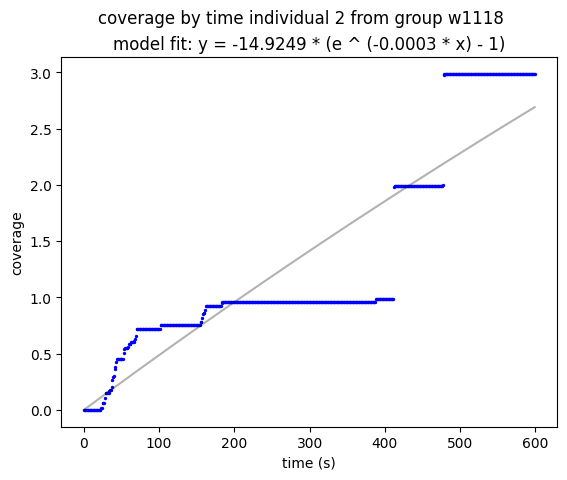 coverage by time individual 2 from group w1118
model fit: y = -14.9249 * (e ^ (-0.0003 * x) - 1)
3.0
2.5
2.0
1.5
1.0
0.5
0.0
coverage
0 100 200 300 400 500 600
time (s)